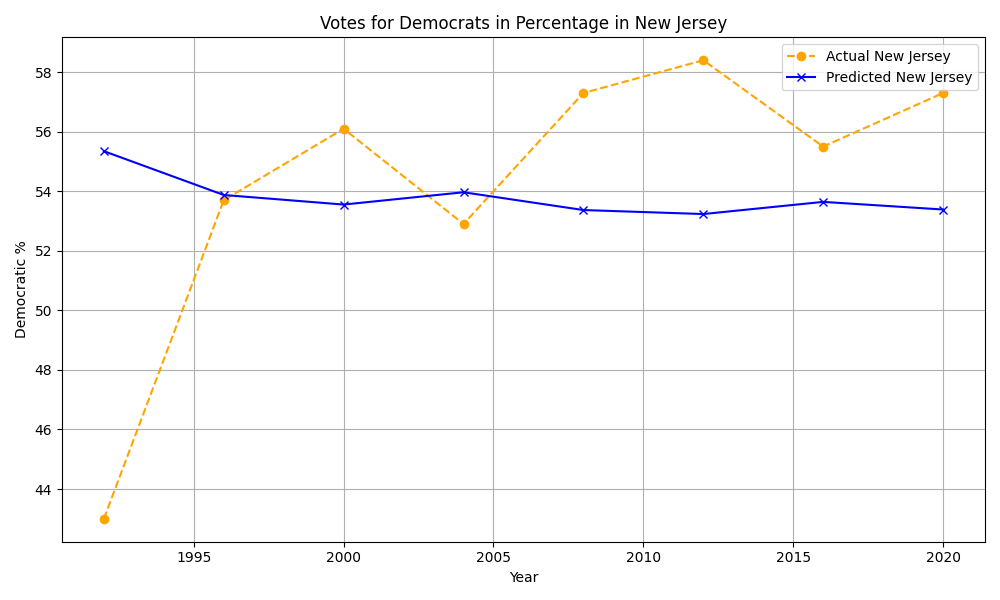 Votes for Democrats in Percentage in New Jersey
Actual New Jersey
Predicted New Jersey
Democratic %
58
56
54
52
50
48
46
44
1995
2000
2005
2010
2015
2020
Year